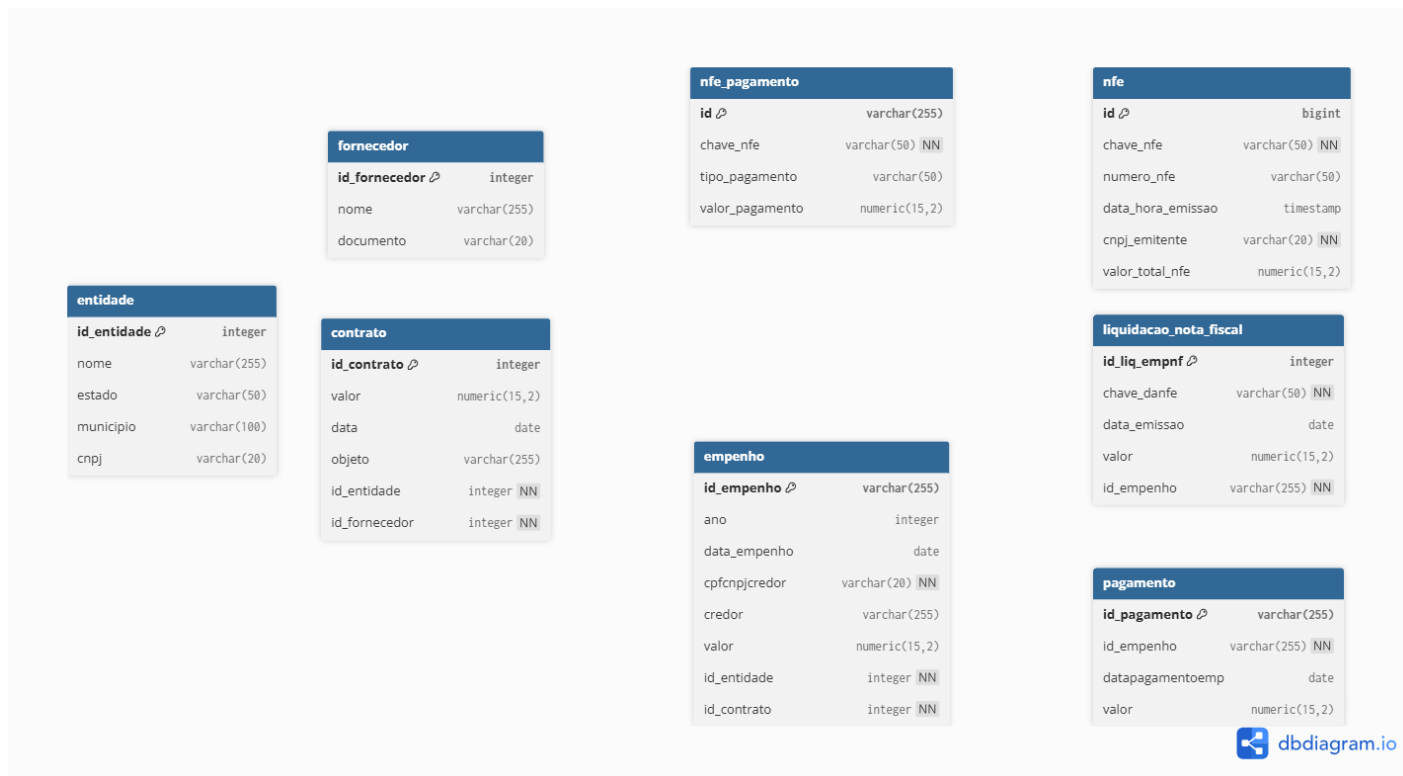 nfe_pagamento
id varchar(255)
chave_nfe varchar(50) NN
tipo_pagamento varchar(50)
valor_pagamento numeric(15,2)
nfe
id bigint
chave_nfe varchar(50) NN
numero_nfe varchar(50)
data_hora_emissao timestamp
cnpj_emitente varchar(20) NN
valor_total_nfe numeric(15,2)
fornecedor
id_fornecedor integer
nome varchar(255)
documento varchar(20)
entidade
id_entidade integer
nome varchar(255)
estado varchar(50)
municipio varchar(100)
cnpj varchar(20)
contrato
id_contrato integer
valor numeric(15,2)
data date
objeto varchar(255)
id_entidade integer NN
id_fornecedor integer NN
liquidacao_nota_fiscal
id_liq_empnf integer
chave_danfe varchar(50) NN
data_emissao date
valor numeric(15,2)
id_empenho varchar(255) NN
empenho
id_empenho varchar(255)
ano integer
data_empenho date
cpfcnpjcredor varchar(20) NN
credor varchar(255)
valor numeric(15,2)
id_entidade integer NN
id_contrato integer NN
pagamento
id_pagamento varchar(255)
id_empenho varchar(255) NN
datapagamentoemp date
valor numeric(15,2)
dbdiagram.io